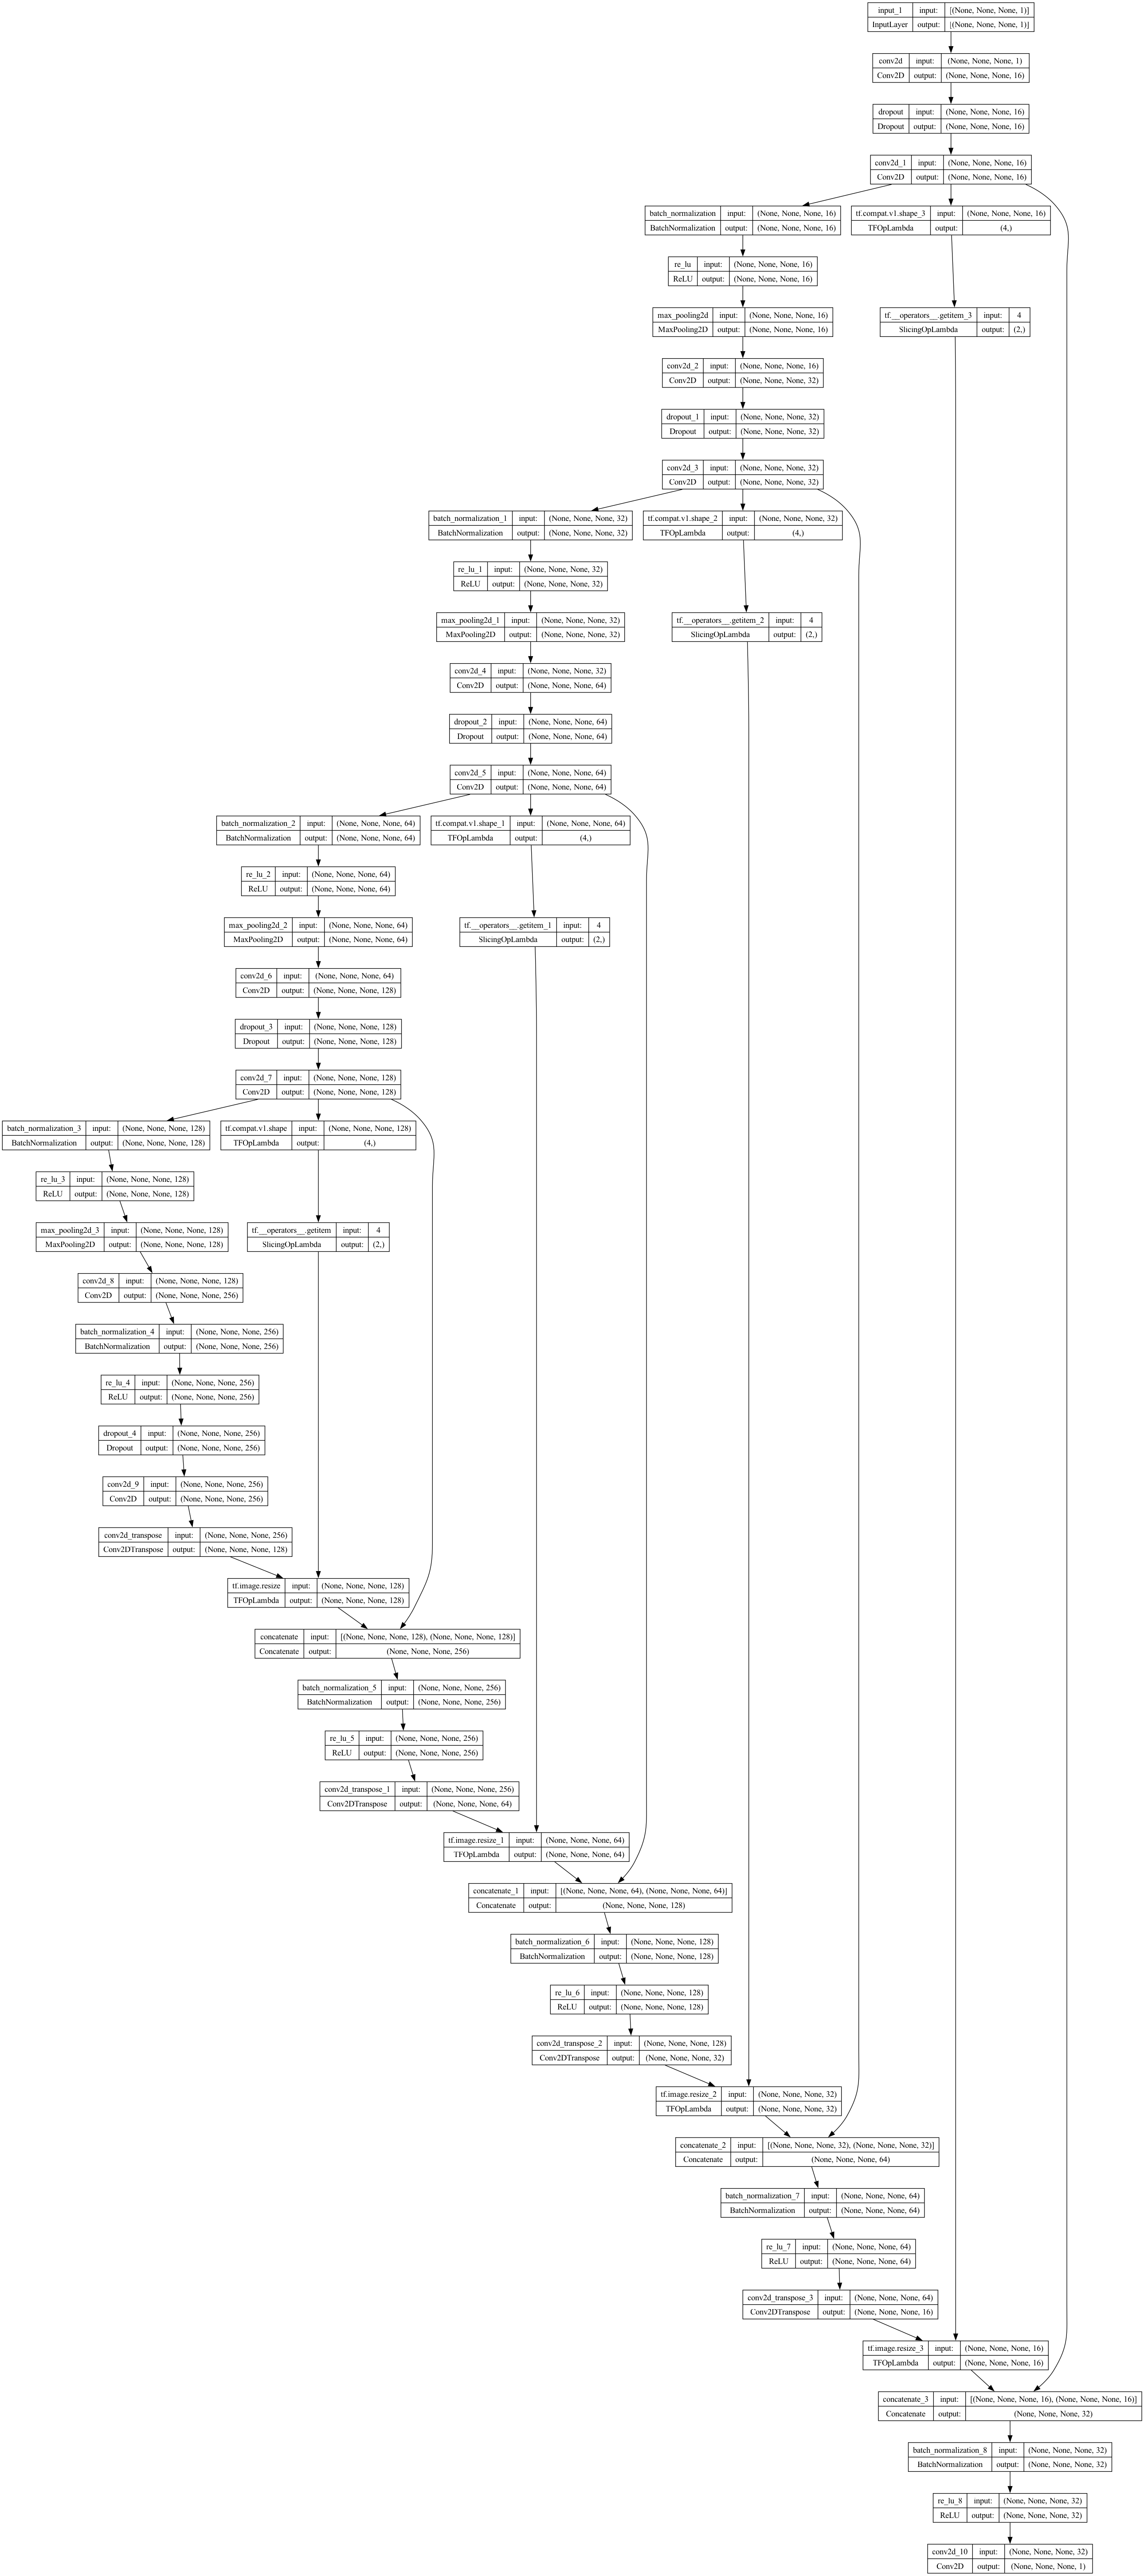 input_1 input: [(None, None, None, 1)]
InputLayer output: [(None, None, None, 1)]
conv2d input: (None, None, None, 1)
Conv2D output: (None, None, None, 16)
dropout input: (None, None, None, 16)
Dropout output: (None, None, None, 16)
conv2d_1 input: (None, None, None, 16)
Conv2D output: (None, None, None, 16)
batch_normalization input: (None, None, None, 16)
BatchNormalization output: (None, None, None, 16)
tf.compat.v1.shape_3 input: (None, None, None, 16)
TFOpLambda output: (4,)
re_lu input: (None, None, None, 16)
ReLU output: (None, None, None, 16)
max_pooling2d input: (None, None, None, 16)
MaxPooling2D output: (None, None, None, 16)
tf.__operators__.getitem_3 input: 4
SlicingOpLambda output: (2,)
conv2d_2 input: (None, None, None, 16)
Conv2D output: (None, None, None, 32)
dropout_1 input: (None, None, None, 32)
Dropout output: (None, None, None, 32)
conv2d_3 input: (None, None, None, 32)
Conv2D output: (None, None, None, 32)
batch_normalization_1 input: (None, None, None, 32)
BatchNormalization output: (None, None, None, 32)
tf.compat.v1.shape_2 input: (None, None, None, 32)
TFOpLambda output: (4,)
re_lu_1 input: (None, None, None, 32)
ReLU output: (None, None, None, 32)
max_pooling2d_1 input: (None, None, None, 32)
MaxPooling2D output: (None, None, None, 32)
tf.__operators__.getitem_2 input: 4
SlicingOpLambda output: (2,)
conv2d_4 input: (None, None, None, 32)
Conv2D output: (None, None, None, 64)
dropout_2 input: (None, None, None, 64)
Dropout output: (None, None, None, 64)
conv2d_5 input: (None, None, None, 64)
Conv2D output: (None, None, None, 64)
batch_normalization_2 input: (None, None, None, 64)
BatchNormalization output: (None, None, None, 64)
tf.compat.v1.shape_1 input: (None, None, None, 64)
TFOpLambda output: (4,)
re_lu_2 input: (None, None, None, 64)
ReLU output: (None, None, None, 64)
max_pooling2d_2 input: (None, None, None, 64)
MaxPooling2D output: (None, None, None, 64)
tf.__operators__.getitem_1 input: 4
SlicingOpLambda output: (2,)
conv2d_6 input: (None, None, None, 64)
Conv2D output: (None, None, None, 128)
dropout_3 input: (None, None, None, 128)
Dropout output: (None, None, None, 128)
conv2d_7 input: (None, None, None, 128)
Conv2D output: (None, None, None, 128)
batch_normalization_3 input: (None, None, None, 128)
BatchNormalization output: (None, None, None, 128)
tf.compat.v1.shape input: (None, None, None, 128)
TFOpLambda output: (4,)
re_lu_3 input: (None, None, None, 128)
ReLU output: (None, None, None, 128)
max_pooling2d_3 input: (None, None, None, 128)
MaxPooling2D output: (None, None, None, 128)
tf.__operators__.getitem input: 4
SlicingOpLambda output: (2,)
conv2d_8 input: (None, None, None, 128)
Conv2D output: (None, None, None, 256)
batch_normalization_4 input: (None, None, None, 256)
BatchNormalization output: (None, None, None, 256)
re_lu_4 input: (None, None, None, 256)
ReLU output: (None, None, None, 256)
dropout_4 input: (None, None, None, 256)
Dropout output: (None, None, None, 256)
conv2d_9 input: (None, None, None, 256)
Conv2D output: (None, None, None, 256)
conv2d_transpose input: (None, None, None, 256)
Conv2DTranspose output: (None, None, None, 128)
tf.image.resize input: (None, None, None, 128)
TFOpLambda output: (None, None, None, 128)
concatenate input: [(None, None, None, 128), (None, None, None, 128)]
Concatenate output: (None, None, None, 256)
batch_normalization_5 input: (None, None, None, 256)
BatchNormalization output: (None, None, None, 256)
re_lu_5 input: (None, None, None, 256)
ReLU output: (None, None, None, 256)
conv2d_transpose_1 input: (None, None, None, 256)
Conv2DTranspose output: (None, None, None, 64)
tf.image.resize_1 input: (None, None, None, 64)
TFOpLambda output: (None, None, None, 64)
concatenate_1 input: [(None, None, None, 64), (None, None, None, 64)]
Concatenate output: (None, None, None, 128)
batch_normalization_6 input: (None, None, None, 128)
BatchNormalization output: (None, None, None, 128)
re_lu_6 input: (None, None, None, 128)
ReLU output: (None, None, None, 128)
conv2d_transpose_2 input: (None, None, None, 128)
Conv2DTranspose output: (None, None, None, 32)
tf.image.resize_2 input: (None, None, None, 32)
TFOpLambda output: (None, None, None, 32)
concatenate_2 input: [(None, None, None, 32), (None, None, None, 32)]
Concatenate output: (None, None, None, 64)
batch_normalization_7 input: (None, None, None, 64)
BatchNormalization output: (None, None, None, 64)
re_lu_7 input: (None, None, None, 64)
ReLU output: (None, None, None, 64)
conv2d_transpose_3 input: (None, None, None, 64)
Conv2DTranspose output: (None, None, None, 16)
tf.image.resize_3 input: (None, None, None, 16)
TFOpLambda output: (None, None, None, 16)
concatenate_3 input: [(None, None, None, 16), (None, None, None, 16)]
Concatenate output: (None, None, None, 32)
batch_normalization_8 input: (None, None, None, 32)
BatchNormalization output: (None, None, None, 32)
re_lu_8 input: (None, None, None, 32)
ReLU output: (None, None, None, 32)
conv2d_10 input: (None, None, None, 32)
Conv2D output: (None, None, None, 1)